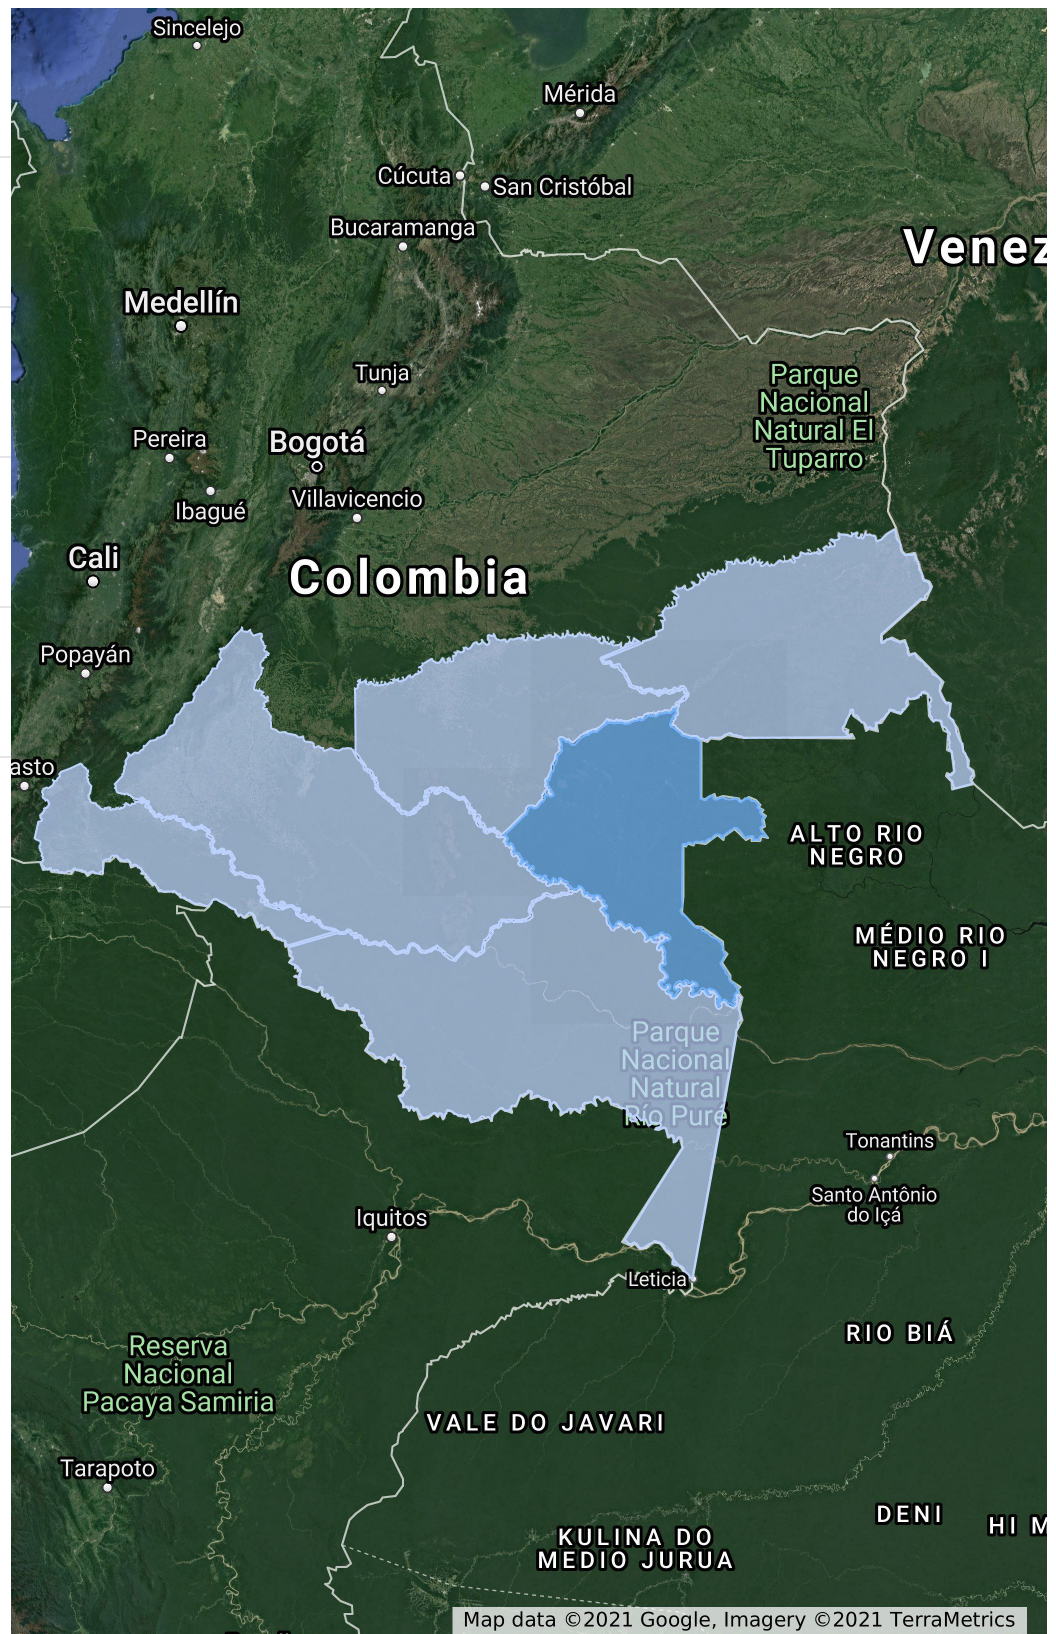 Sincelejo
Mérida
Cúcuta
San Cristóbal
Bucaramanga
Venez
Medellín
Tunja
Parque
Nacional
Natural El
Tuparro
Pereira
Bogotá
Ibagué
Villavicencio
Cali
Colombia
Popayán
asto
ALTO RIO
NEGRO
MÉDIO RIO
NEGRO I
Parque
Nacional
Natural
Río Puré
Tonantins
Santo Antônio
do Içá
Iquitos
Leticia
RIO BIÁ
Reserva
Nacional
Pacaya Samiria
VALE DO JAVARI
Tarapoto
DENI
HI M
KULINA DO
MEDIO JURUA
Map data ©2021 Google, Imagery ©2021 TerraMetrics